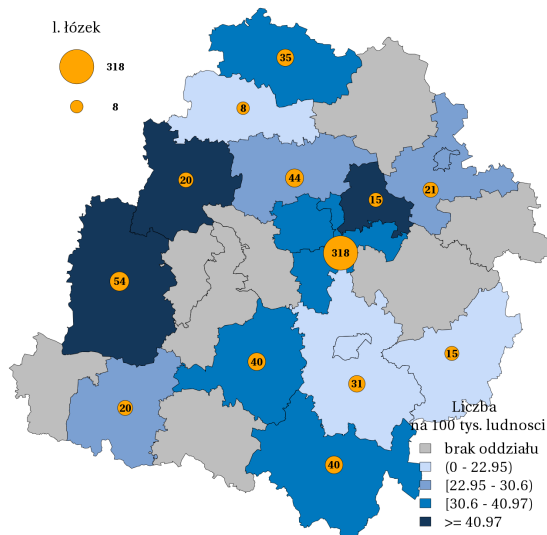 l. łózek
318
8
35
8
20
44
15
21
318
54
40
15
31
20
40
Liczba
na 100 tys. ludnosci
brak oddziału
(0 - 22.95)
[22.95 - 30.6)
[30.6 - 40.97)
>= 40.97